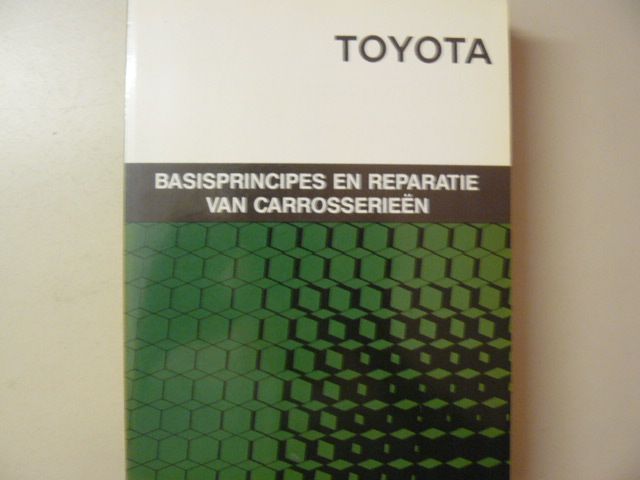 TOYOTA
BASISPRINCIPES EN REPARATIE
VAN CARROSSERIEËN